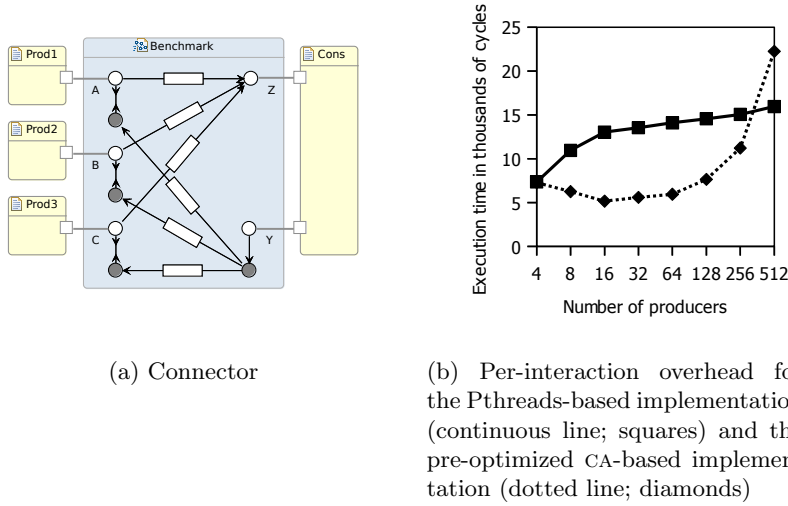 Benchmark
Prod1
Cons
A
Z
Prod2
B
Prod3
C
Y
(a) Connector
Execution time in thousands of cycles
25
20
15
10
5
0
4 8 16 32 64 128 256 512
Number of producers
(b) Per-interaction overhead fo
the Pthreads-based implementatio
(continuous line; squares) and th
pre-optimized CA-based implemen
tation (dotted line; diamonds)